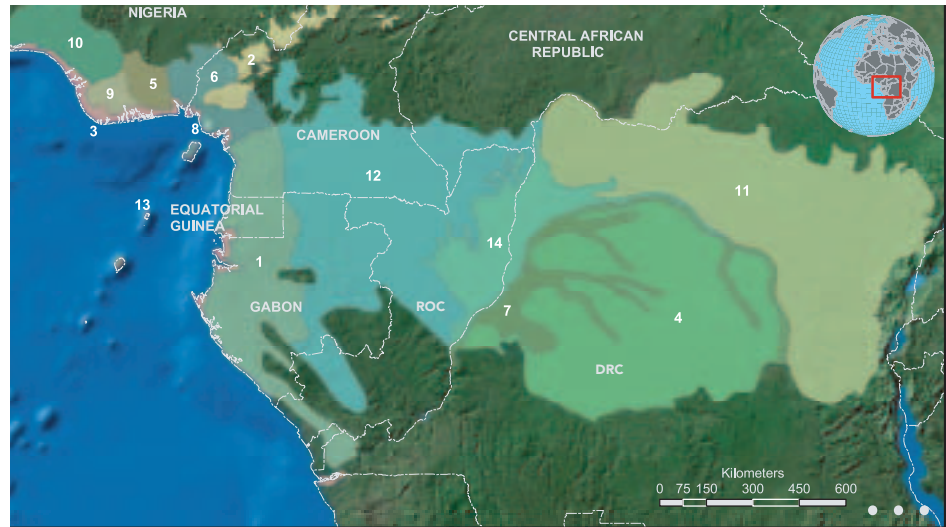 NIGERIA
10
2
CENTRAL AFRICAN
REPUBLIC
5
6
9
3
8
CAMEROON
12
11
13
EQUATORIAL
GUINEA
14
1
GABON
ROC
7
4
DRC
Kilometers
0 75 150 300 450 600